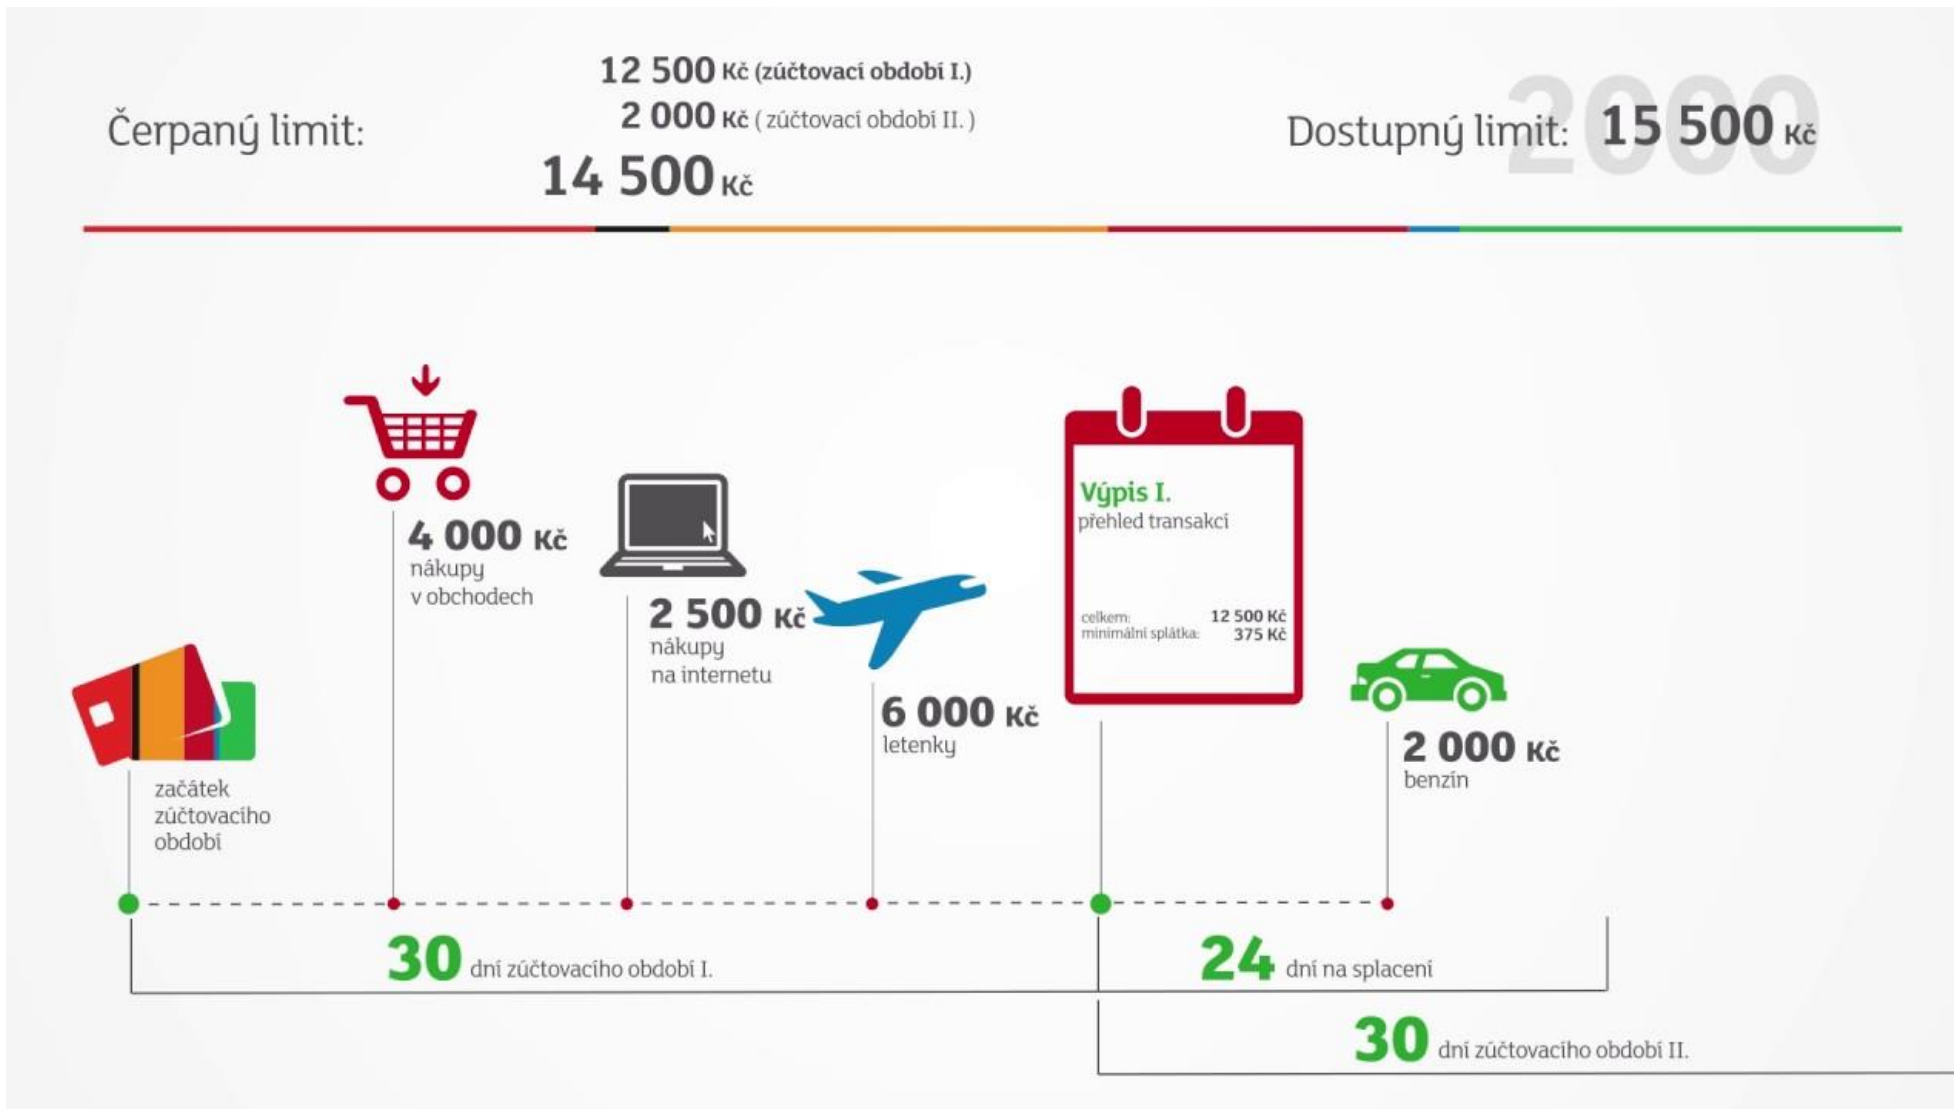 12 500 Kč (zúčtovací období I.)
2 000 Kč ( zúčtovací období II. )
Čerpaný limit:
14 500 Kč
2000
Dostupný limit: 15 500 Kč
4 000 Kč
nákupy
v obchodech
2 500 Kč
nákupy
na internetu
6 000 Kč
letenky
Výpis I.
přehled transakcí
celkem: 12 500 Kč
minimální splátka: 375 Kč
2 000 Kč
benzín
začátek
zúčtovacího
období
30 dní zúčtovacího období I.
24 dní na splacení
30 dní zúčtovacího období II.